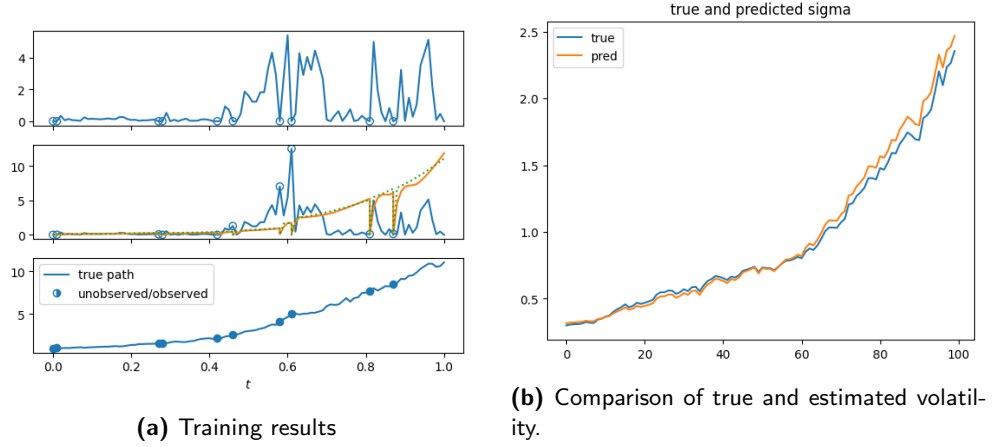 4
2
0
10
5
0
10
5
true path
unobserved/observed
0.0 0.2 0.4 0.6 0.8 1.0
t
(a) Training results
true and predicted sigma
true
pred
2.5
2.0
1.5
1.0
0.5
0 20 40 60 80 100
(b) Comparison of true and estimated volatil-
ity.